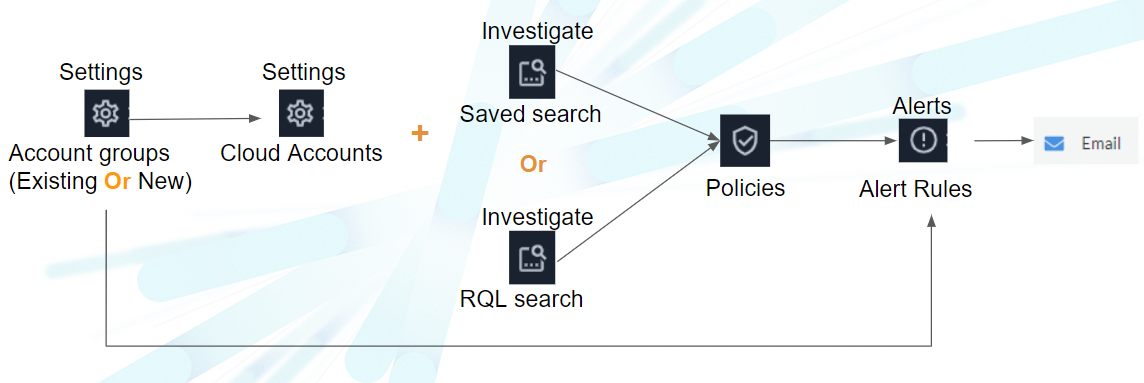 Settings
Account groups
(Existing Or New)
Settings
Cloud Accounts
+
Investigate
Saved search
Or
Investigate
RQL search
Policies
Alerts
Alert Rules
Email